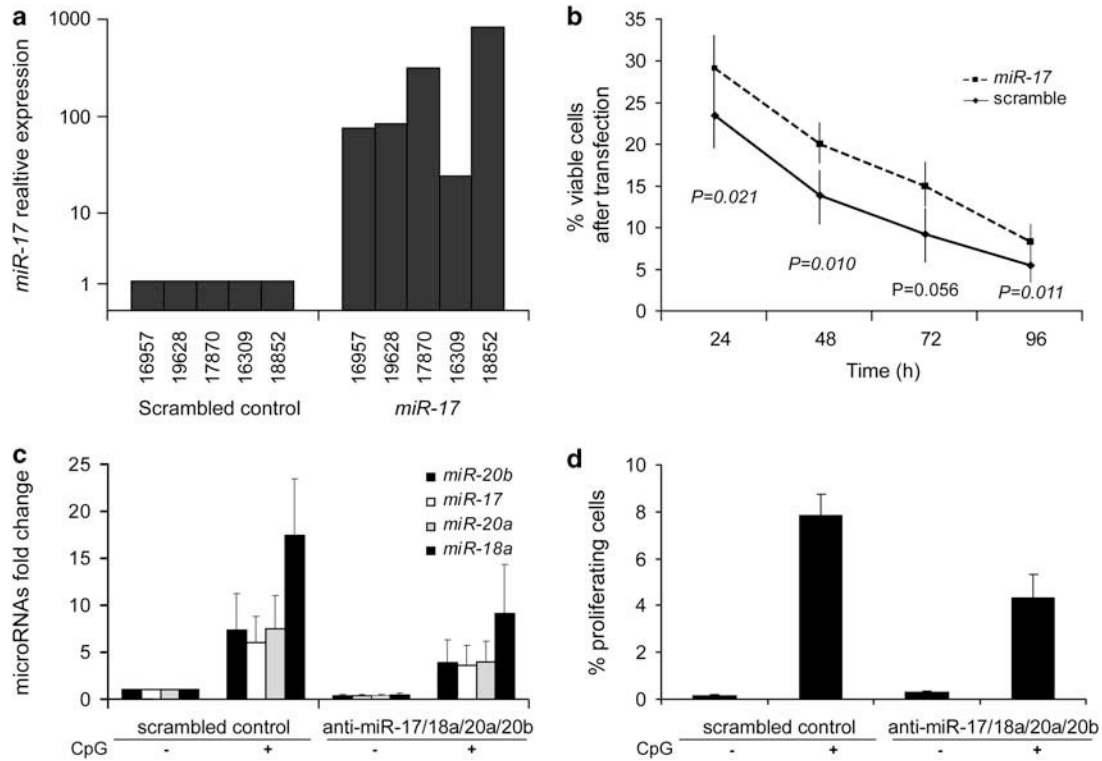 a
1000
100
10
1
miR-17 realtive expression
16957
19628
17870
16309
18852
16957
19628
17870
16309
18852
Scrambled control
miR-17
b
35
30
25
20
15
10
5
0
% viable cells
after transfection
miR-17
scramble
P=0.021
P=0.010
P=0.056
P=0.011
24
48
72
96
Time (h)
c
25
20
15
10
5
0
microRNAs fold change
miR-20b
miR-17
miR-20a
miR-18a
scrambled control
anti-miR-17/18a/20a/20b
CpG - + - +
d
10
8
6
4
2
0
% proliferating cells
scrambled control
anti-miR-17/18a/20a/20b
CpG - + - +